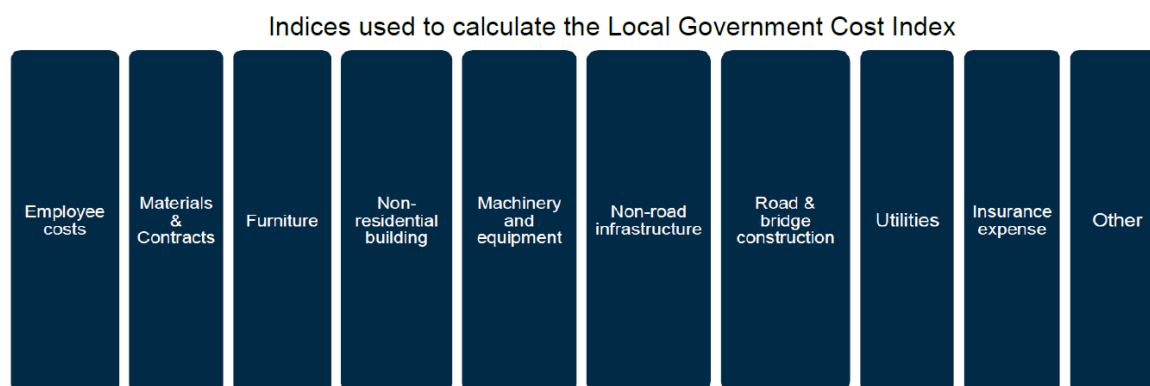 Indices used to calculate the Local Government Cost Index
Employee
costs
Materials
&
Contracts
Furniture
Non-
residential
building
Machinery
and
equipment
Non-road
infrastructure
Road &
bridge
construction
Utilities
Insurance
expense
Other